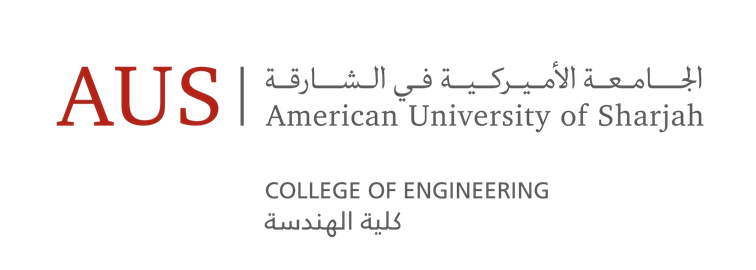 AUS
الجامعة الأميركية في الشارقة
American University of Sharjah
COLLEGE OF ENGINEERING
كلية الهندسة